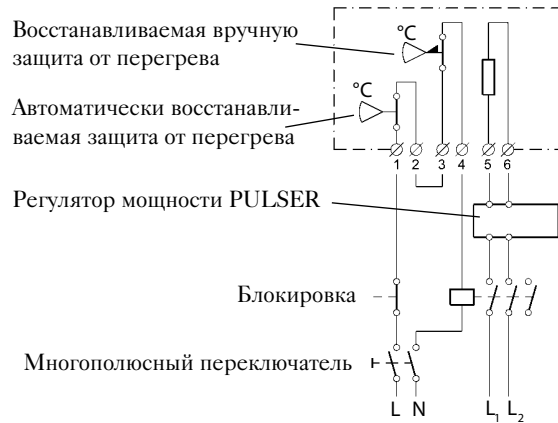 Восстанавливаемая вручную
защита от перегрева
°C
°C
Автоматически восстанавли-
ваемая защита от перегрева
1 2 3 4 5 6
Регулятор мощности PULSER
Блокировка
Многополюсный переключатель
L N L1 L2